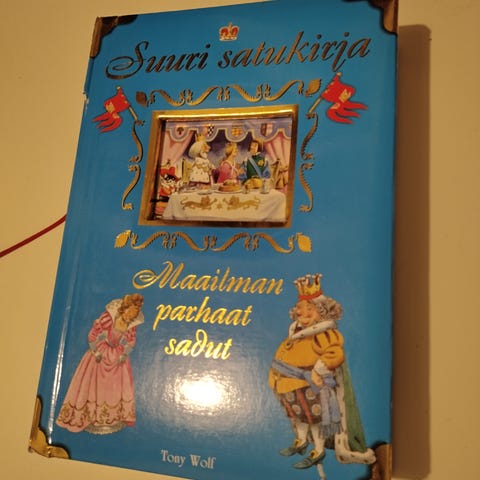 Suuri satukirja
Maailman
parhaat
sadut
Tony Wolf